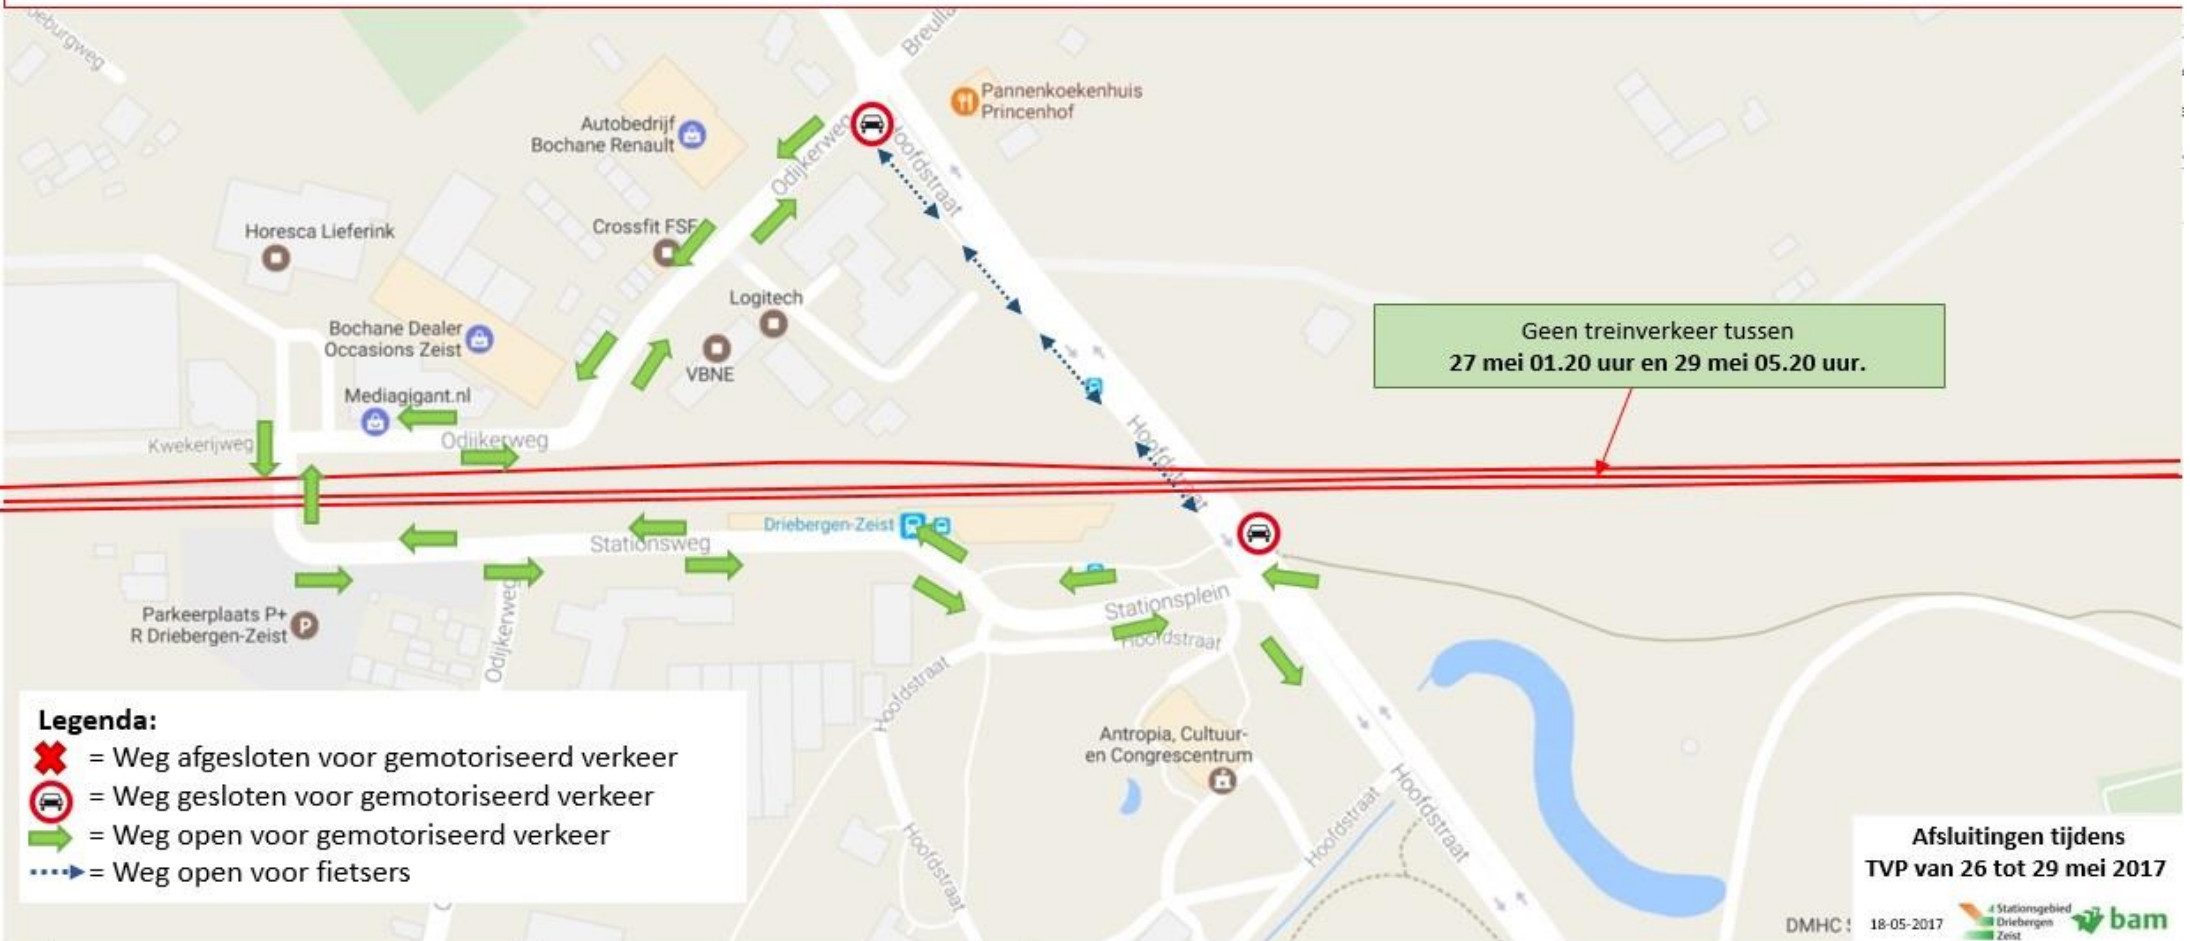 Breulla
Pannenkoekenhuis
Princenhof
Autobedrijf
Bochane Renault
Odijkerweg
Hoofdstraat
Horesca Lieferink
Crossfit FSF
Logitech
Bochane Dealer
Occasions Zeist
VBNE
Mediagigant.nl
Geen treinverkeer tussen
27 mei 01.20 uur en 29 mei 05.20 uur.
Kwekerijweg
Odijkerweg
Hoofdstraat
Driebergen-Zeist
Stationsweg
Stationsplein
Parkeerplaats P+
R Driebergen-Zeist
P
Odijkerweg
Hoofdstraat
Hoofdstraat
Antropia, Cultuur-
en Congrescentrum
Hoofdstraat
Hoofdstraat
Hoofdstraat
Legenda:
= Weg afgesloten voor gemotoriseerd verkeer
= Weg gesloten voor gemotoriseerd verkeer
= Weg open voor gemotoriseerd verkeer
= Weg open voor fietsers
Afsluitingen tijdens
TVP van 26 tot 29 mei 2017
DMHC
18-05-2017
Stationsgebied
Driebergen
Zeist
bam